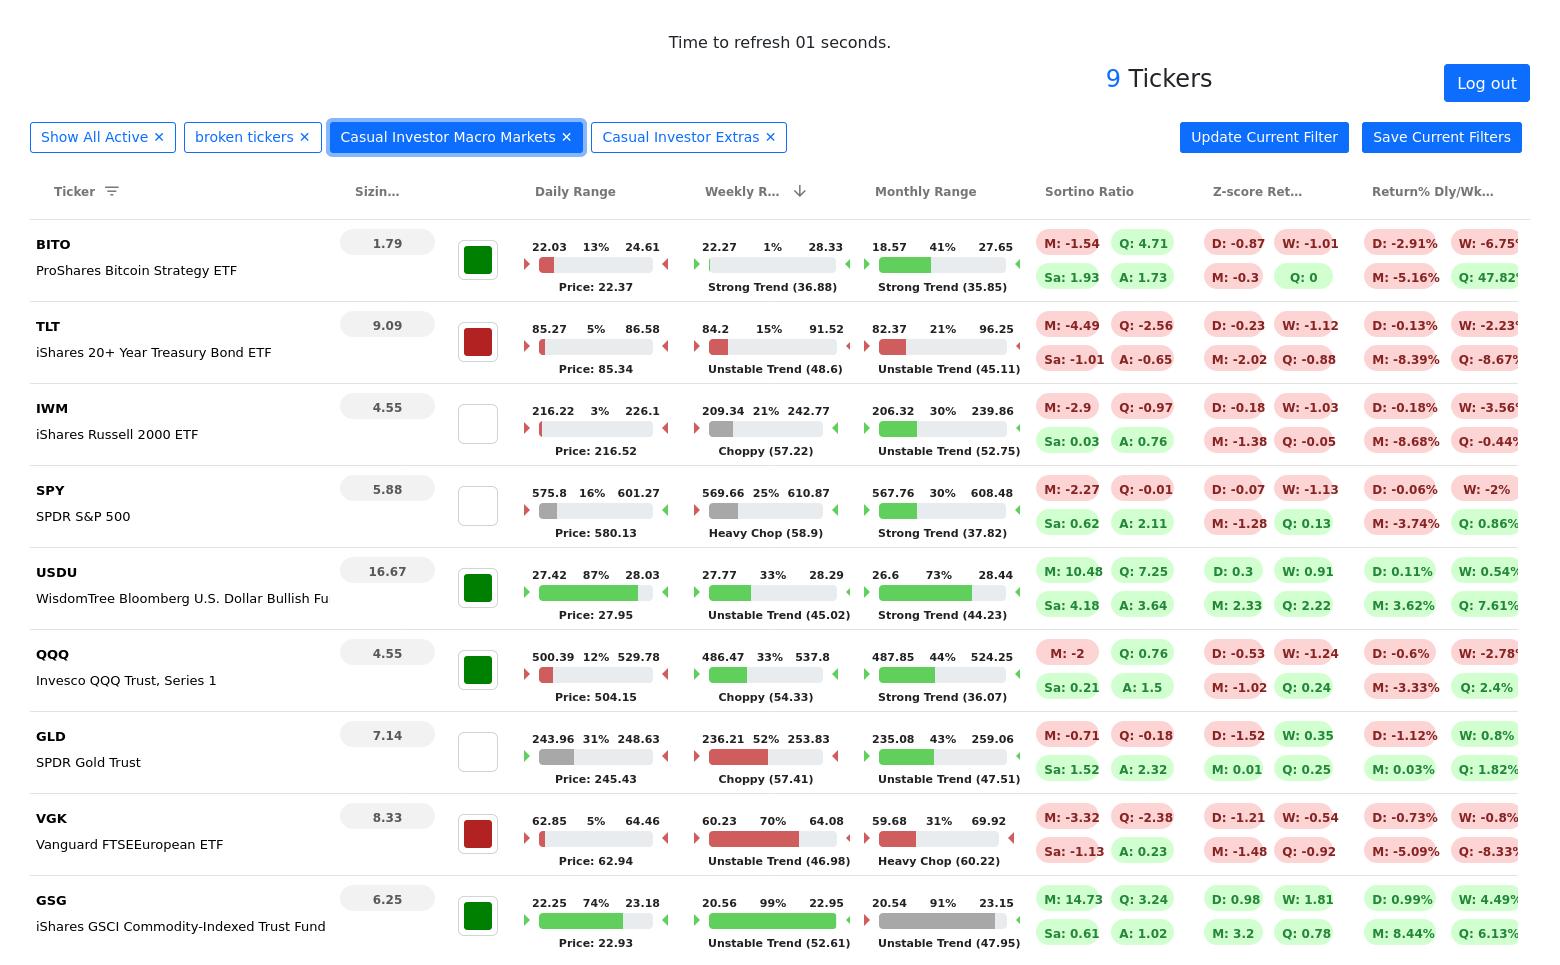 Time to refresh 01 seconds.
9 Tickers
Log out
Show All Active ✕ broken tickers ✕ Casual Investor Macro Markets ✕ Casual Investor Extras ✕ Update Current Filter Save Current Filters
Ticker Sizin... Daily Range Weekly R... Monthly Range Sortino Ratio Z-score Ret... Return% Dly/Wk...
BITO 1.79 22.03 13% 24.61 22.27 1% 28.33 18.57 41% 27.65 M: -1.54 Q: 4.71 D: -0.87 W: -1.01 D: -2.91% W: -6.75%
ProShares Bitcoin Strategy ETF Price: 22.37 Strong Trend (36.88) Strong Trend (35.85) Sa: 1.93 A: 1.73 M: -0.3 Q: 0 M: -5.16% Q: 47.82%
TLT 9.09 85.27 5% 86.58 84.2 15% 91.52 82.37 21% 96.25 M: -4.49 Q: -2.56 D: -0.23 W: -1.12 D: -0.13% W: -2.23%
iShares 20+ Year Treasury Bond ETF Price: 85.34 Unstable Trend (48.6) Unstable Trend (45.11) Sa: -1.01 A: -0.65 M: -2.02 Q: -0.88 M: -8.39% Q: -8.67%
IWM 4.55 216.22 3% 226.1 209.34 21% 242.77 206.32 30% 239.86 M: -2.9 Q: -0.97 D: -0.18 W: -1.03 D: -0.18% W: -3.56%
iShares Russell 2000 ETF Price: 216.52 Choppy (57.22) Unstable Trend (52.75) Sa: 0.03 A: 0.76 M: -1.38 Q: -0.05 M: -8.68% Q: -0.44%
SPY 5.88 575.8 16% 601.27 569.66 25% 610.87 567.76 30% 608.48 M: -2.27 Q: -0.01 D: -0.07 W: -1.13 D: -0.06% W: -2%
SPDR S&P 500 Price: 580.13 Heavy Chop (58.9) Strong Trend (37.82) Sa: 0.62 A: 2.11 M: -1.28 Q: 0.13 M: -3.74% Q: 0.86%
USDU 16.67 27.42 87% 28.03 27.77 33% 28.29 26.6 73% 28.44 M: 10.48 Q: 7.25 D: 0.3 W: 0.91 D: 0.11% W: 0.54%
WisdomTree Bloomberg U.S. Dollar Bullish Fu Price: 27.95 Unstable Trend (45.02) Strong Trend (44.23) Sa: 4.18 A: 3.64 M: 2.33 Q: 2.22 M: 3.62% Q: 7.61%
QQQ 4.55 500.39 12% 529.78 486.47 33% 537.8 487.85 44% 524.25 M: -2 Q: 0.76 D: -0.53 W: -1.24 D: -0.6% W: -2.78%
Invesco QQQ Trust, Series 1 Price: 504.15 Choppy (54.33) Strong Trend (36.07) Sa: 0.21 A: 1.5 M: -1.02 Q: 0.24 M: -3.33% Q: 2.4%
GLD 7.14 243.96 31% 248.63 236.21 52% 253.83 235.08 43% 259.06 M: -0.71 Q: -0.18 D: -1.52 W: 0.35 D: -1.12% W: 0.8%
SPDR Gold Trust Price: 245.43 Choppy (57.41) Unstable Trend (47.51) Sa: 1.52 A: 2.32 M: 0.01 Q: 0.25 M: 0.03% Q: 1.82%
VGK 8.33 62.85 5% 64.46 60.23 70% 64.08 59.68 31% 69.92 M: -3.32 Q: -2.38 D: -1.21 W: -0.54 D: -0.73% W: -0.8%
Vanguard FTSEEuropean ETF Price: 62.94 Unstable Trend (46.98) Heavy Chop (60.22) Sa: -1.13 A: 0.23 M: -1.48 Q: -0.92 M: -5.09% Q: -8.33%
GSG 6.25 22.25 74% 23.18 20.56 99% 22.95 20.54 91% 23.15 M: 14.73 Q: 3.24 D: 0.98 W: 1.81 D: 0.99% W: 4.49%
iShares GSCI Commodity-Indexed Trust Fund Price: 22.93 Unstable Trend (52.61) Unstable Trend (47.95) Sa: 0.61 A: 1.02 M: 3.2 Q: 0.78 M: 8.44% Q: 6.13%